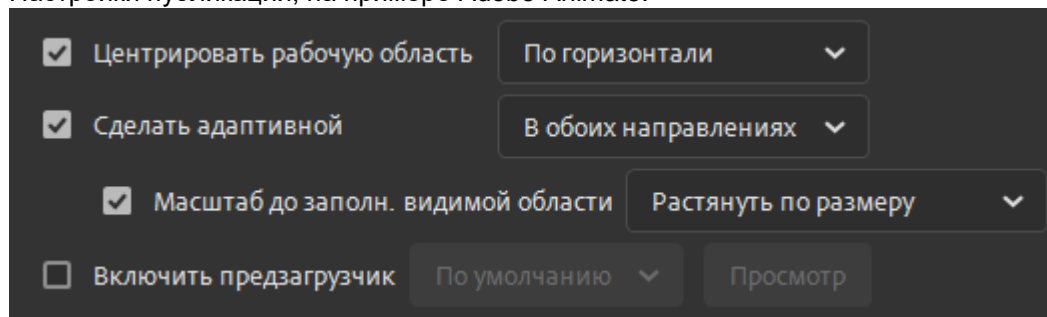 Центрировать рабочую область По горизонтали
Сделать адаптивной В обоих направлениях
Масштаб до заполн. видимой области Растянуть по размеру
Включить предзагрузчик По умолчанию Просмотр